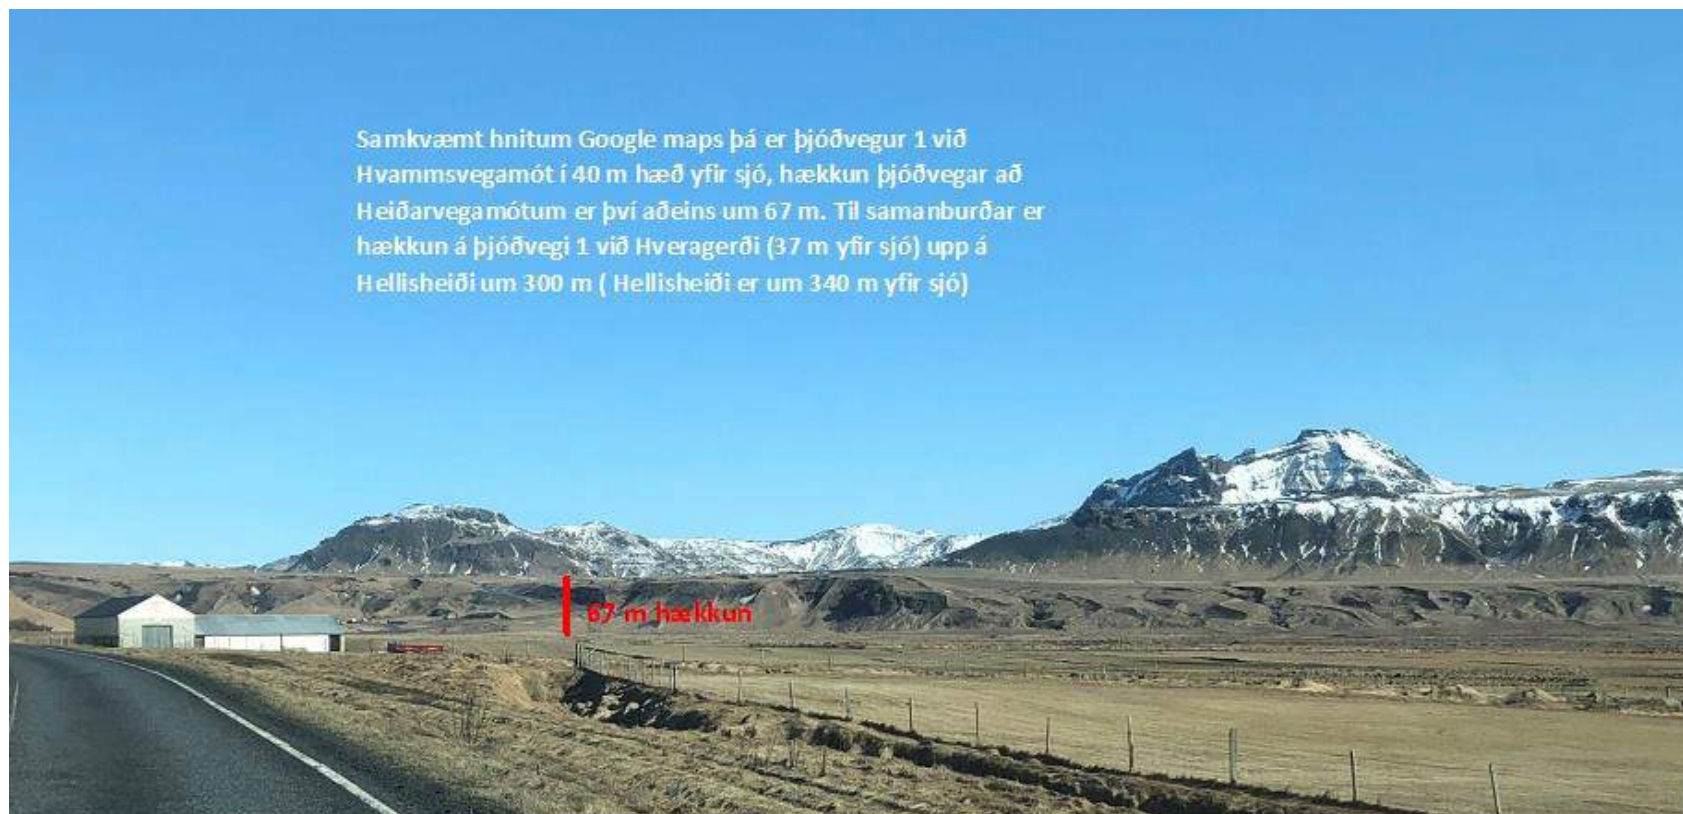 Samkvæmt hnitum Google maps þá er þjóðvegur 1 við
Hvammsvegamót í 40 m hæð yfir sjó, hækkun þjóðvegar að
Heiðarvegamótum er því aðeins um 67 m. Til samanburðar er
hækkun á þjóðvegi 1 við Hveragerði (37 m yfir sjó) upp á
Hellisheiði um 300 m ( Hellisheiði er um 340 m yfir sjó)
67 m hækkun